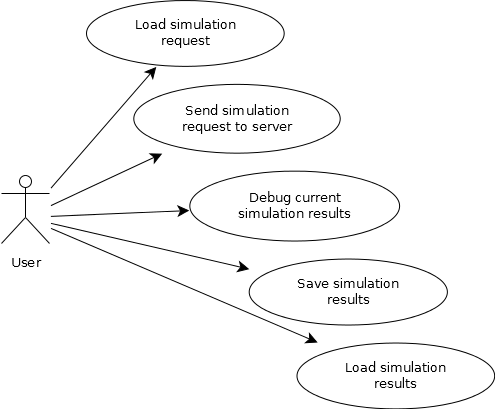 Load simulation
request
Send simulation
request to server
Debug current
simulation results
User
Save simulation
results
Load simulation
results